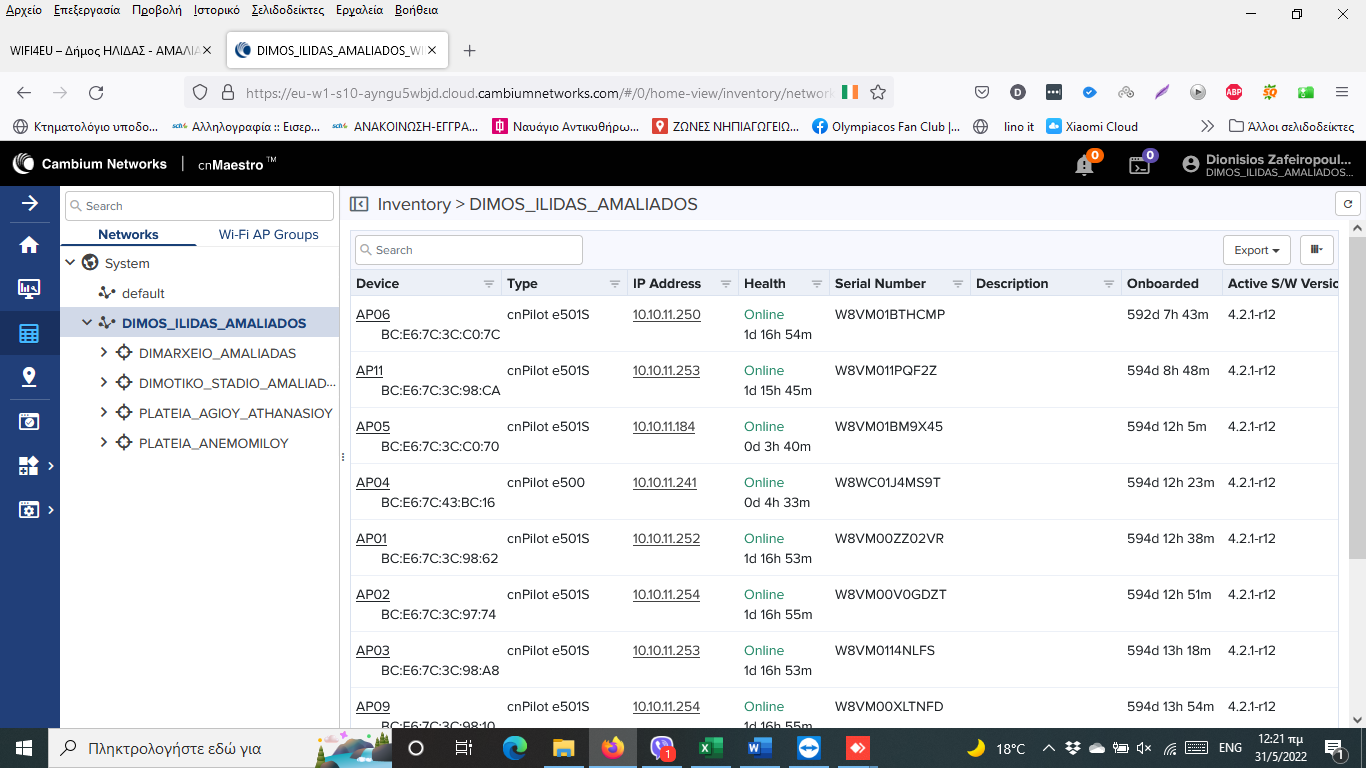 Αρχείο Επεξεργασία Προβολή Ιστορικό Σελιδοδείκτες Εργαλεία Βοήθεια
WIFI4EU – Δήμος ΗΛΙΔΑΣ - ΑΜΑΛΙΑ
DIMOS_ILIDAS_AMALIADOS_WI
https://eu-w1-s10-ayngu5wbjd.cloud.cambiumnetworks.com/#/0/home-view/inventory/network
Κτηματολόγιο υποδο...
Αλληλογραφία :: Εισερ...
ΑΝΑΚΟΙΝΩΣΗ-ΕΓΓΡΑ...
Ναυάγιο Αντικυθήρω...
ΖΩΝΕΣ ΝΗΠΙΑΓΩΓΕΙΩ...
Olympiacos Fan Club |...
lino it
Xiaomi Cloud
Άλλοι σελιδοδείκτες
Cambium Networks | cnMaestro™
0
0
Dionisios Zafeiropoul...
DIMOS_ILIDAS_AMALIADOS...
Search
Networks
Wi-Fi AP Groups
System
default
DIMOS_ILIDAS_AMALIADOS
DIMARXEIO_AMALIADAS
DIMOTIKO_STADIO_AMALIAD...
PLATEIA_AGIOY_ATHANASIOY
PLATEIA_ANEMOMILOY
Inventory > DIMOS_ILIDAS_AMALIADOS
Search
Export
Device Type IP Address Health Serial Number Description Onboarded Active S/W Versio
AP06 cnPilot e501S 10.10.11.250 Online W8VM01BTHCMP 592d 7h 43m 4.2.1-r12
BC:E6:7C:3C:C0:7C 1d 16h 54m
AP11 cnPilot e501S 10.10.11.253 Online W8VM011PQF2Z 594d 8h 48m 4.2.1-r12
BC:E6:7C:3C:98:CA 1d 15h 45m
AP05 cnPilot e501S 10.10.11.184 Online W8VM01BM9X45 594d 12h 5m 4.2.1-r12
BC:E6:7C:3C:C0:70 0d 3h 40m
AP04 cnPilot e500 10.10.11.241 Online W8WC01J4MS9T 594d 12h 23m 4.2.1-r12
BC:E6:7C:43:BC:16 0d 4h 33m
AP01 cnPilot e501S 10.10.11.252 Online W8VM00ZZ02VR 594d 12h 38m 4.2.1-r12
BC:E6:7C:3C:98:62 1d 16h 53m
AP02 cnPilot e501S 10.10.11.254 Online W8VM00V0GDZT 594d 12h 51m 4.2.1-r12
BC:E6:7C:3C:97:74 1d 16h 55m
AP03 cnPilot e501S 10.10.11.253 Online W8VM0114NLFS 594d 13h 18m 4.2.1-r12
BC:E6:7C:3C:98:A8 1d 16h 53m
AP09 cnPilot e501S 10.10.11.254 Online W8VM00XLTNFD 594d 13h 54m 4.2.1-r12
BC:E6:7C:3C:98:10 1d 16h 55m
Πληκτρολογήστε εδώ για
1
18°C
ENG
12:21 πμ
31/5/2022
1